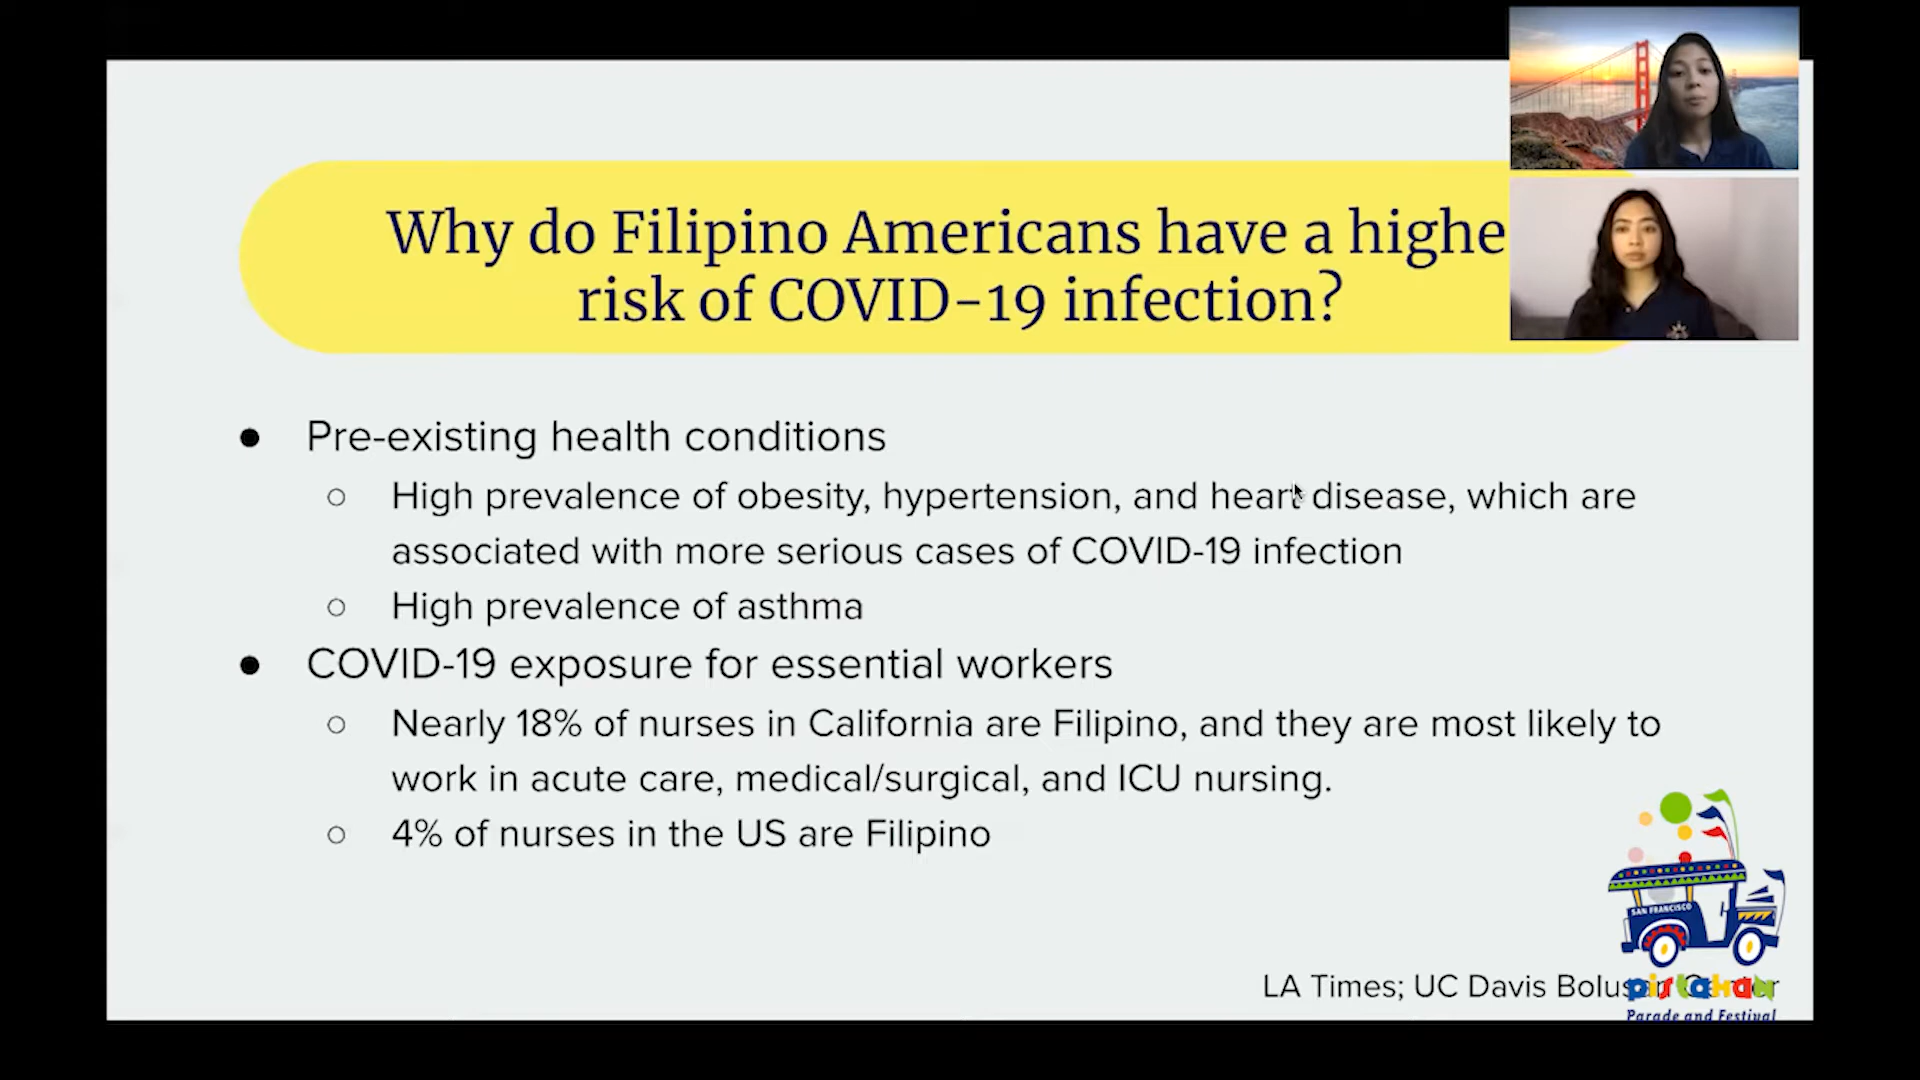 Why do Filipino Americans have a highe
risk of COVID-19 infection?
● Pre-existing health conditions
○ High prevalence of obesity, hypertension, and heart disease, which are
associated with more serious cases of COVID-19 infection
○ High prevalence of asthma
● COVID-19 exposure for essential workers
○ Nearly 18% of nurses in California are Filipino, and they are most likely to
work in acute care, medical/surgical, and ICU nursing.
○ 4% of nurses in the US are Filipino
SAN FRANCISCO
LA Times; UC Davis Bolusan Center
pistahan
Parade and Festival